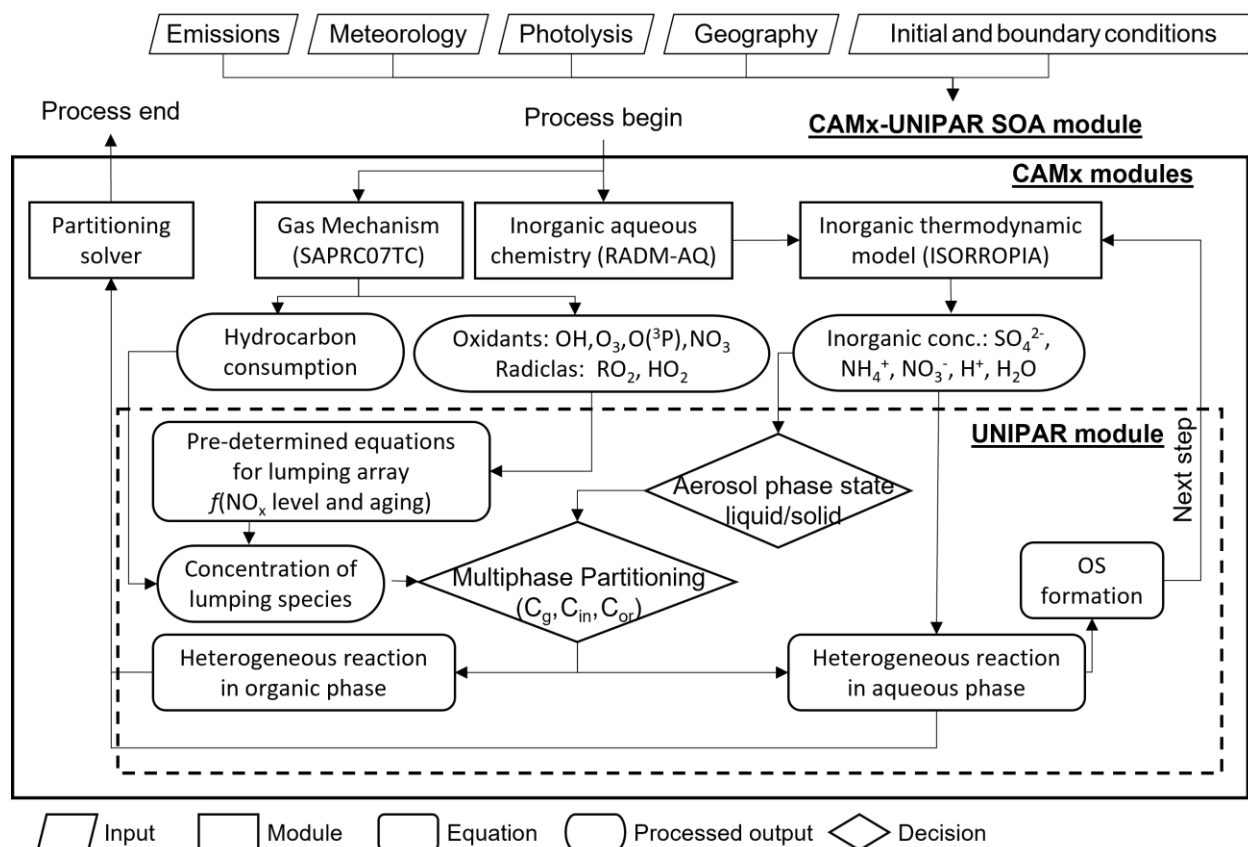 Emissions
Meteorology
Photolysis
Geography
Initial and boundary conditions
Process end
Process begin
CAMx-UNIPAR SOA module
CAMx modules
Partitioning
solver
Gas Mechanism
(SAPRC07TC)
Inorganic aqueous
chemistry (RADM-AQ)
Inorganic thermodynamic
model (ISORROPIA)
Hydrocarbon
consumption
Oxidants: OH,O₃,O(³P),NO₃
Radiclas: RO₂, HO₂
Inorganic conc.: SO₄²⁻,
NH₄⁺, NO₃⁻, H⁺, H₂O
UNIPAR module
Next step
Pre-determined equations
for lumping array
f(NOₓ level and aging)
Aerosol phase state
liquid/solid
Concentration of
lumping species
Multiphase Partitioning
(C_g, C_in, C_or)
OS
formation
Heterogeneous reaction
in organic phase
Heterogeneous reaction
in aqueous phase
Input
Module
Equation
Processed output
Decision